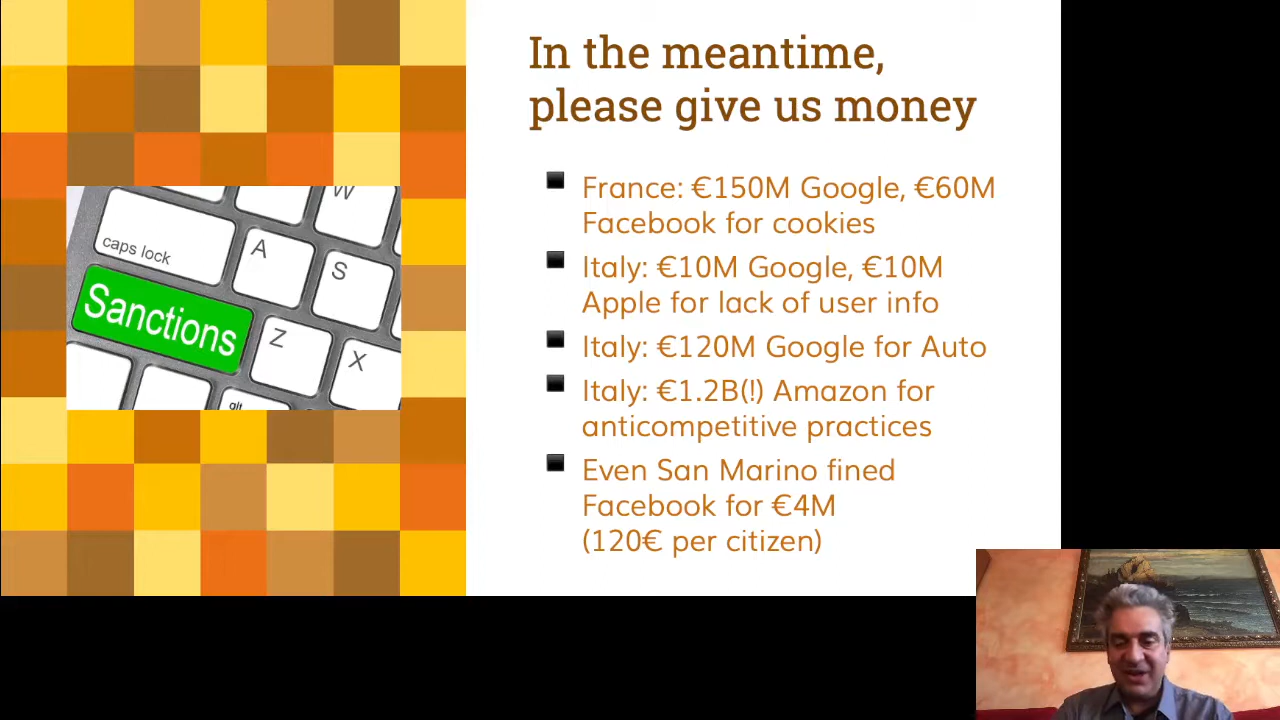 In the meantime,
please give us money
France: €150M Google, €60M
Facebook for cookies
Italy: €10M Google, €10M
Apple for lack of user info
Italy: €120M Google for Auto
Italy: €1.2B(!) Amazon for
anticompetitive practices
Even San Marino fined
Facebook for €4M
(120€ per citizen)
W
caps lock
A
S
Sanctions
Z
X
alt